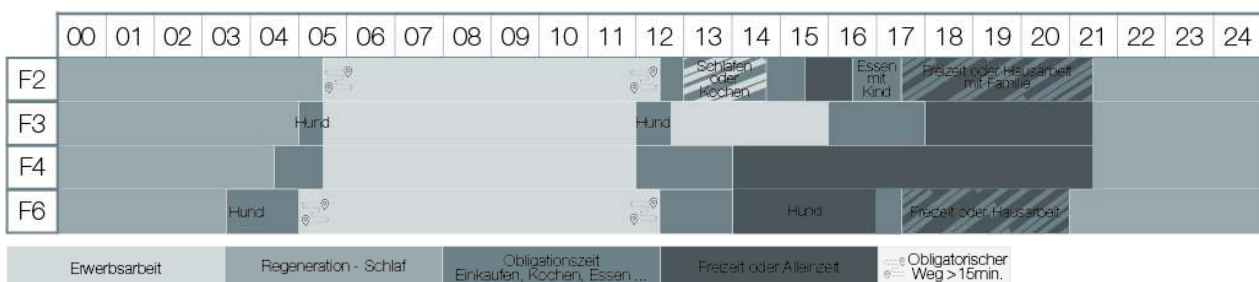 00 01 02 03 04 05 06 07 08 09 10 11 12 13 14 15 16 17 18 19 20 21 22 23 24
F2
Schlafen
oder
Kochen
Essen
mit
Kind
Freizeit oder Hausarbeit
mit Familie
F3 Hund Hund
F4
F6 Hund Hund Freizeit oder Hausarbeit
Erwerbsarbeit
Regeneration - Schlaf
Obligationszeit
Einkaufen, Kochen, Essen ...
Freizeit oder Alleinzeit
Obligatorischer
Weg >15min.